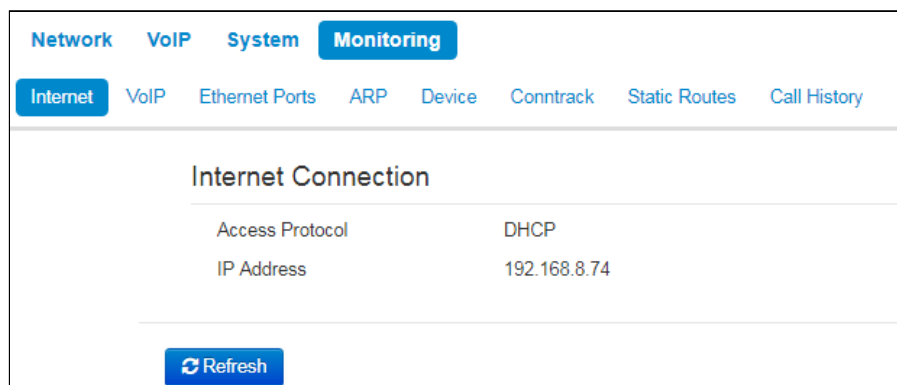 Network VoIP System Monitoring
Internet VoIP Ethernet Ports ARP Device Conntrack Static Routes Call History
Internet Connection
Access Protocol DHCP
IP Address 192.168.8.74
Refresh